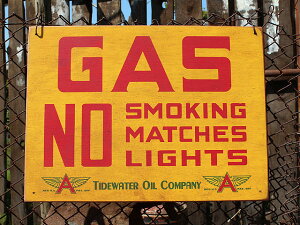 GAS
NO SMOKING
MATCHES
LIGHTS
A TIDEWATER OIL COMPANY A